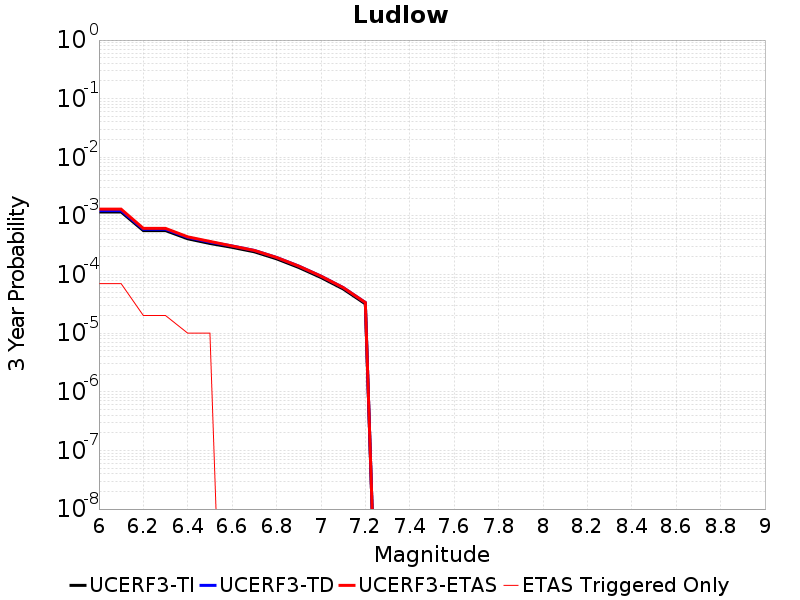 Ludlow
10^0
10^-1
10^-2
10^-3
10^-4
10^-5
10^-6
10^-7
10^-8
3 Year Probability
6 6.2 6.4 6.6 6.8 7 7.2 7.4 7.6 7.8 8 8.2 8.4 8.6 8.8 9
Magnitude
UCERF3-TI UCERF3-TD UCERF3-ETAS ETAS Triggered Only